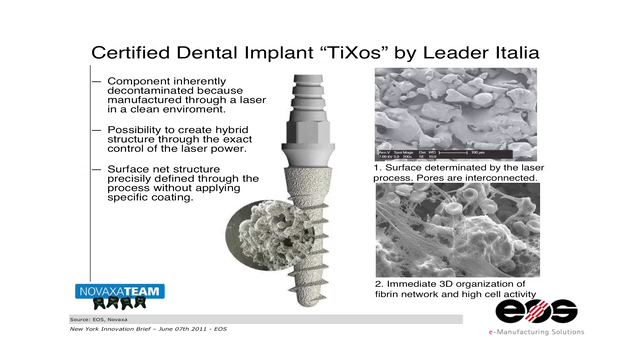 Certified Dental Implant “TiXos” by Leader Italia
— Component inherently
decontaminated because
manufactured through a laser
in a clean enviroment.
— Possibility to create hybrid
structure through the exact
control of the laser power.
— Surface net structure
precisily defined through the
process without applying
specific coating.
1. Surface determinated by the laser
process. Pores are interconnected.
2. Immediate 3D organization of
fibrin network and high cell activity
NOVAXATEAM
eos
e-Manufacturing Solutions
Source: EOS, Novaxa
New York Innovation Brief – June 07th 2011 - EOS